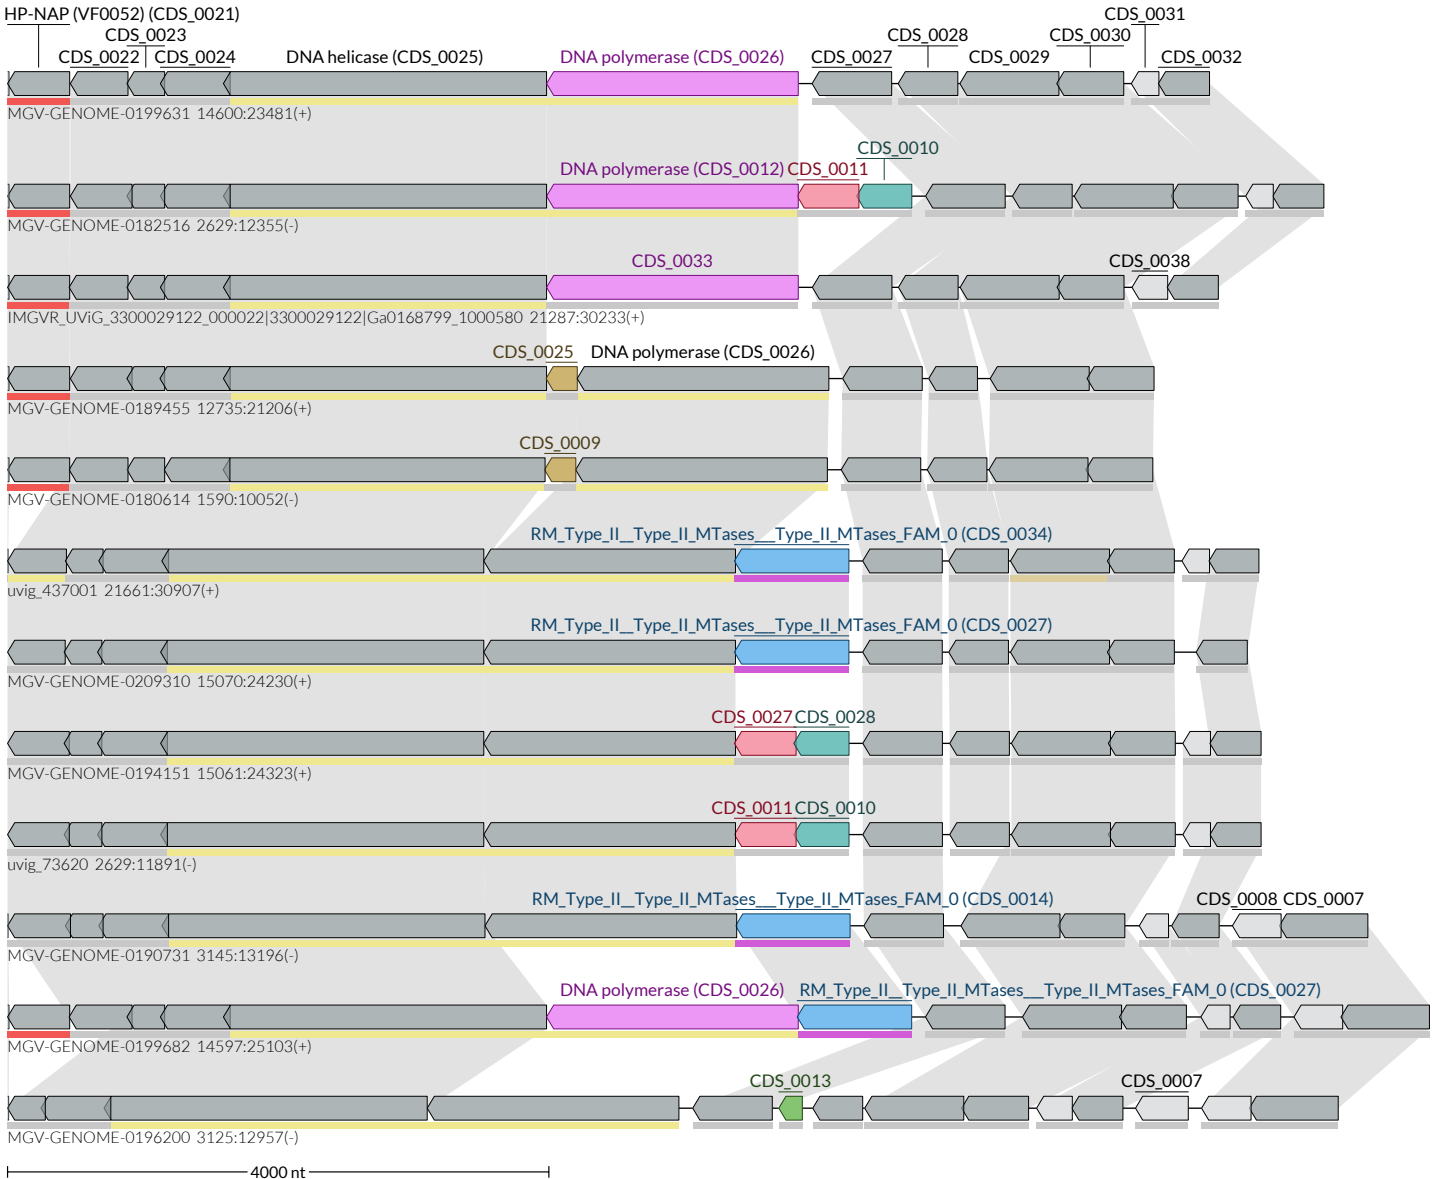 HP-NAP (VF0052) (CDS_0021)
CDS_0031
CDS_0023
CDS_0028
CDS_0030
CDS_0022
CDS_0024
DNA helicase (CDS_0025)
DNA polymerase (CDS_0026)
CDS_0027
CDS_0029
CDS_0032
MGV-GENOME-0199631 14600:23481(+)
CDS_0010
DNA polymerase (CDS_0012)
CDS_0011
MGV-GENOME-0182516 2629:12355(-)
CDS_0033
CDS_0038
IMGVR_UViG_3300029122_000022|3300029122|Ga0168799_1000580 21287:30233(+)
CDS_0025
DNA polymerase (CDS_0026)
MGV-GENOME-0189455 12735:21206(+)
CDS_0009
MGV-GENOME-0180614 1590:10052(-)
RM_Type_II__Type_II_MTases___Type_II_MTases_FAM_0 (CDS_0034)
uvig_437001 21661:30907(+)
RM_Type_II__Type_II_MTases___Type_II_MTases_FAM_0 (CDS_0027)
MGV-GENOME-0209310 15070:24230(+)
CDS_0027
CDS_0028
MGV-GENOME-0194151 15061:24323(+)
CDS_0011
CDS_0010
uvig_73620 2629:11891(-)
RM_Type_II__Type_II_MTases___Type_II_MTases_FAM_0 (CDS_0014)
CDS_0008
CDS_0007
MGV-GENOME-0190731 3145:13196(-)
DNA polymerase (CDS_0026)
RM_Type_II__Type_II_MTases___Type_II_MTases_FAM_0 (CDS_0027)
MGV-GENOME-0199682 14597:25103(+)
CDS_0013
CDS_0007
MGV-GENOME-0196200 3125:12957(-)
4000 nt